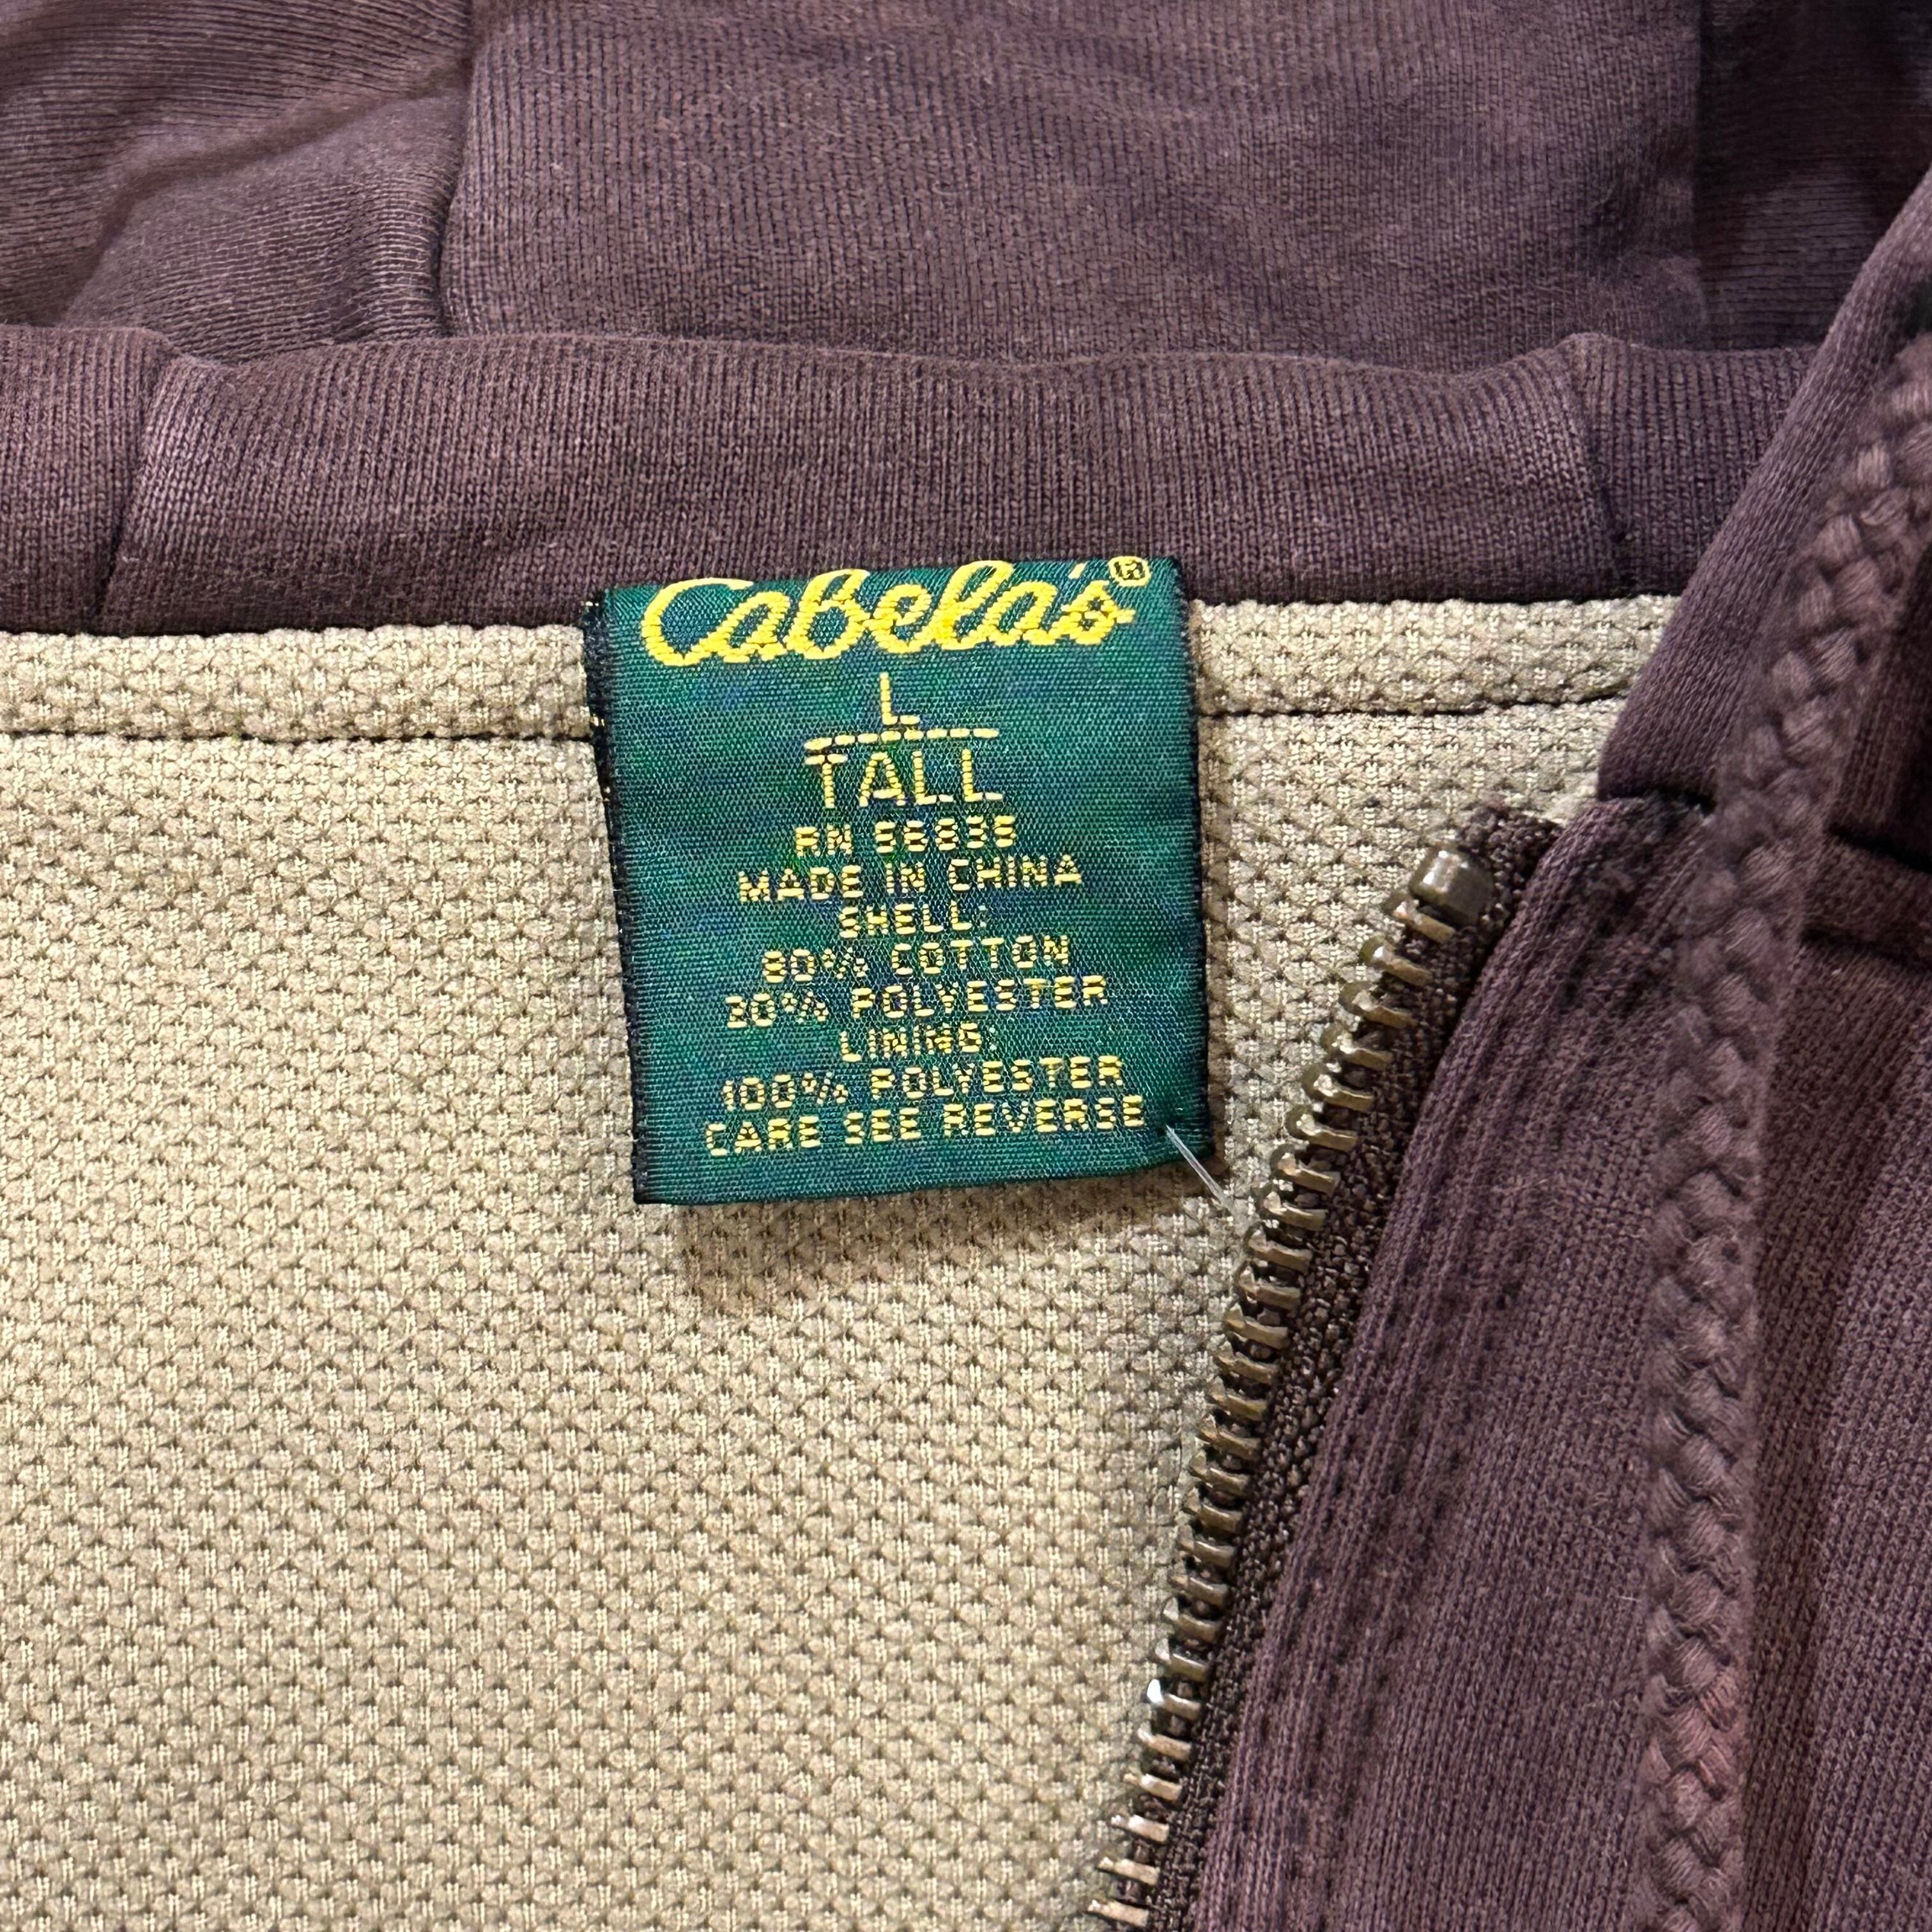 Cabela's®
L
TALL
RN 56835
MADE IN CHINA
SHELL:
80% COTTON
20% POLYESTER
LINING:
100% POLYESTER
CARE SEE REVERSE